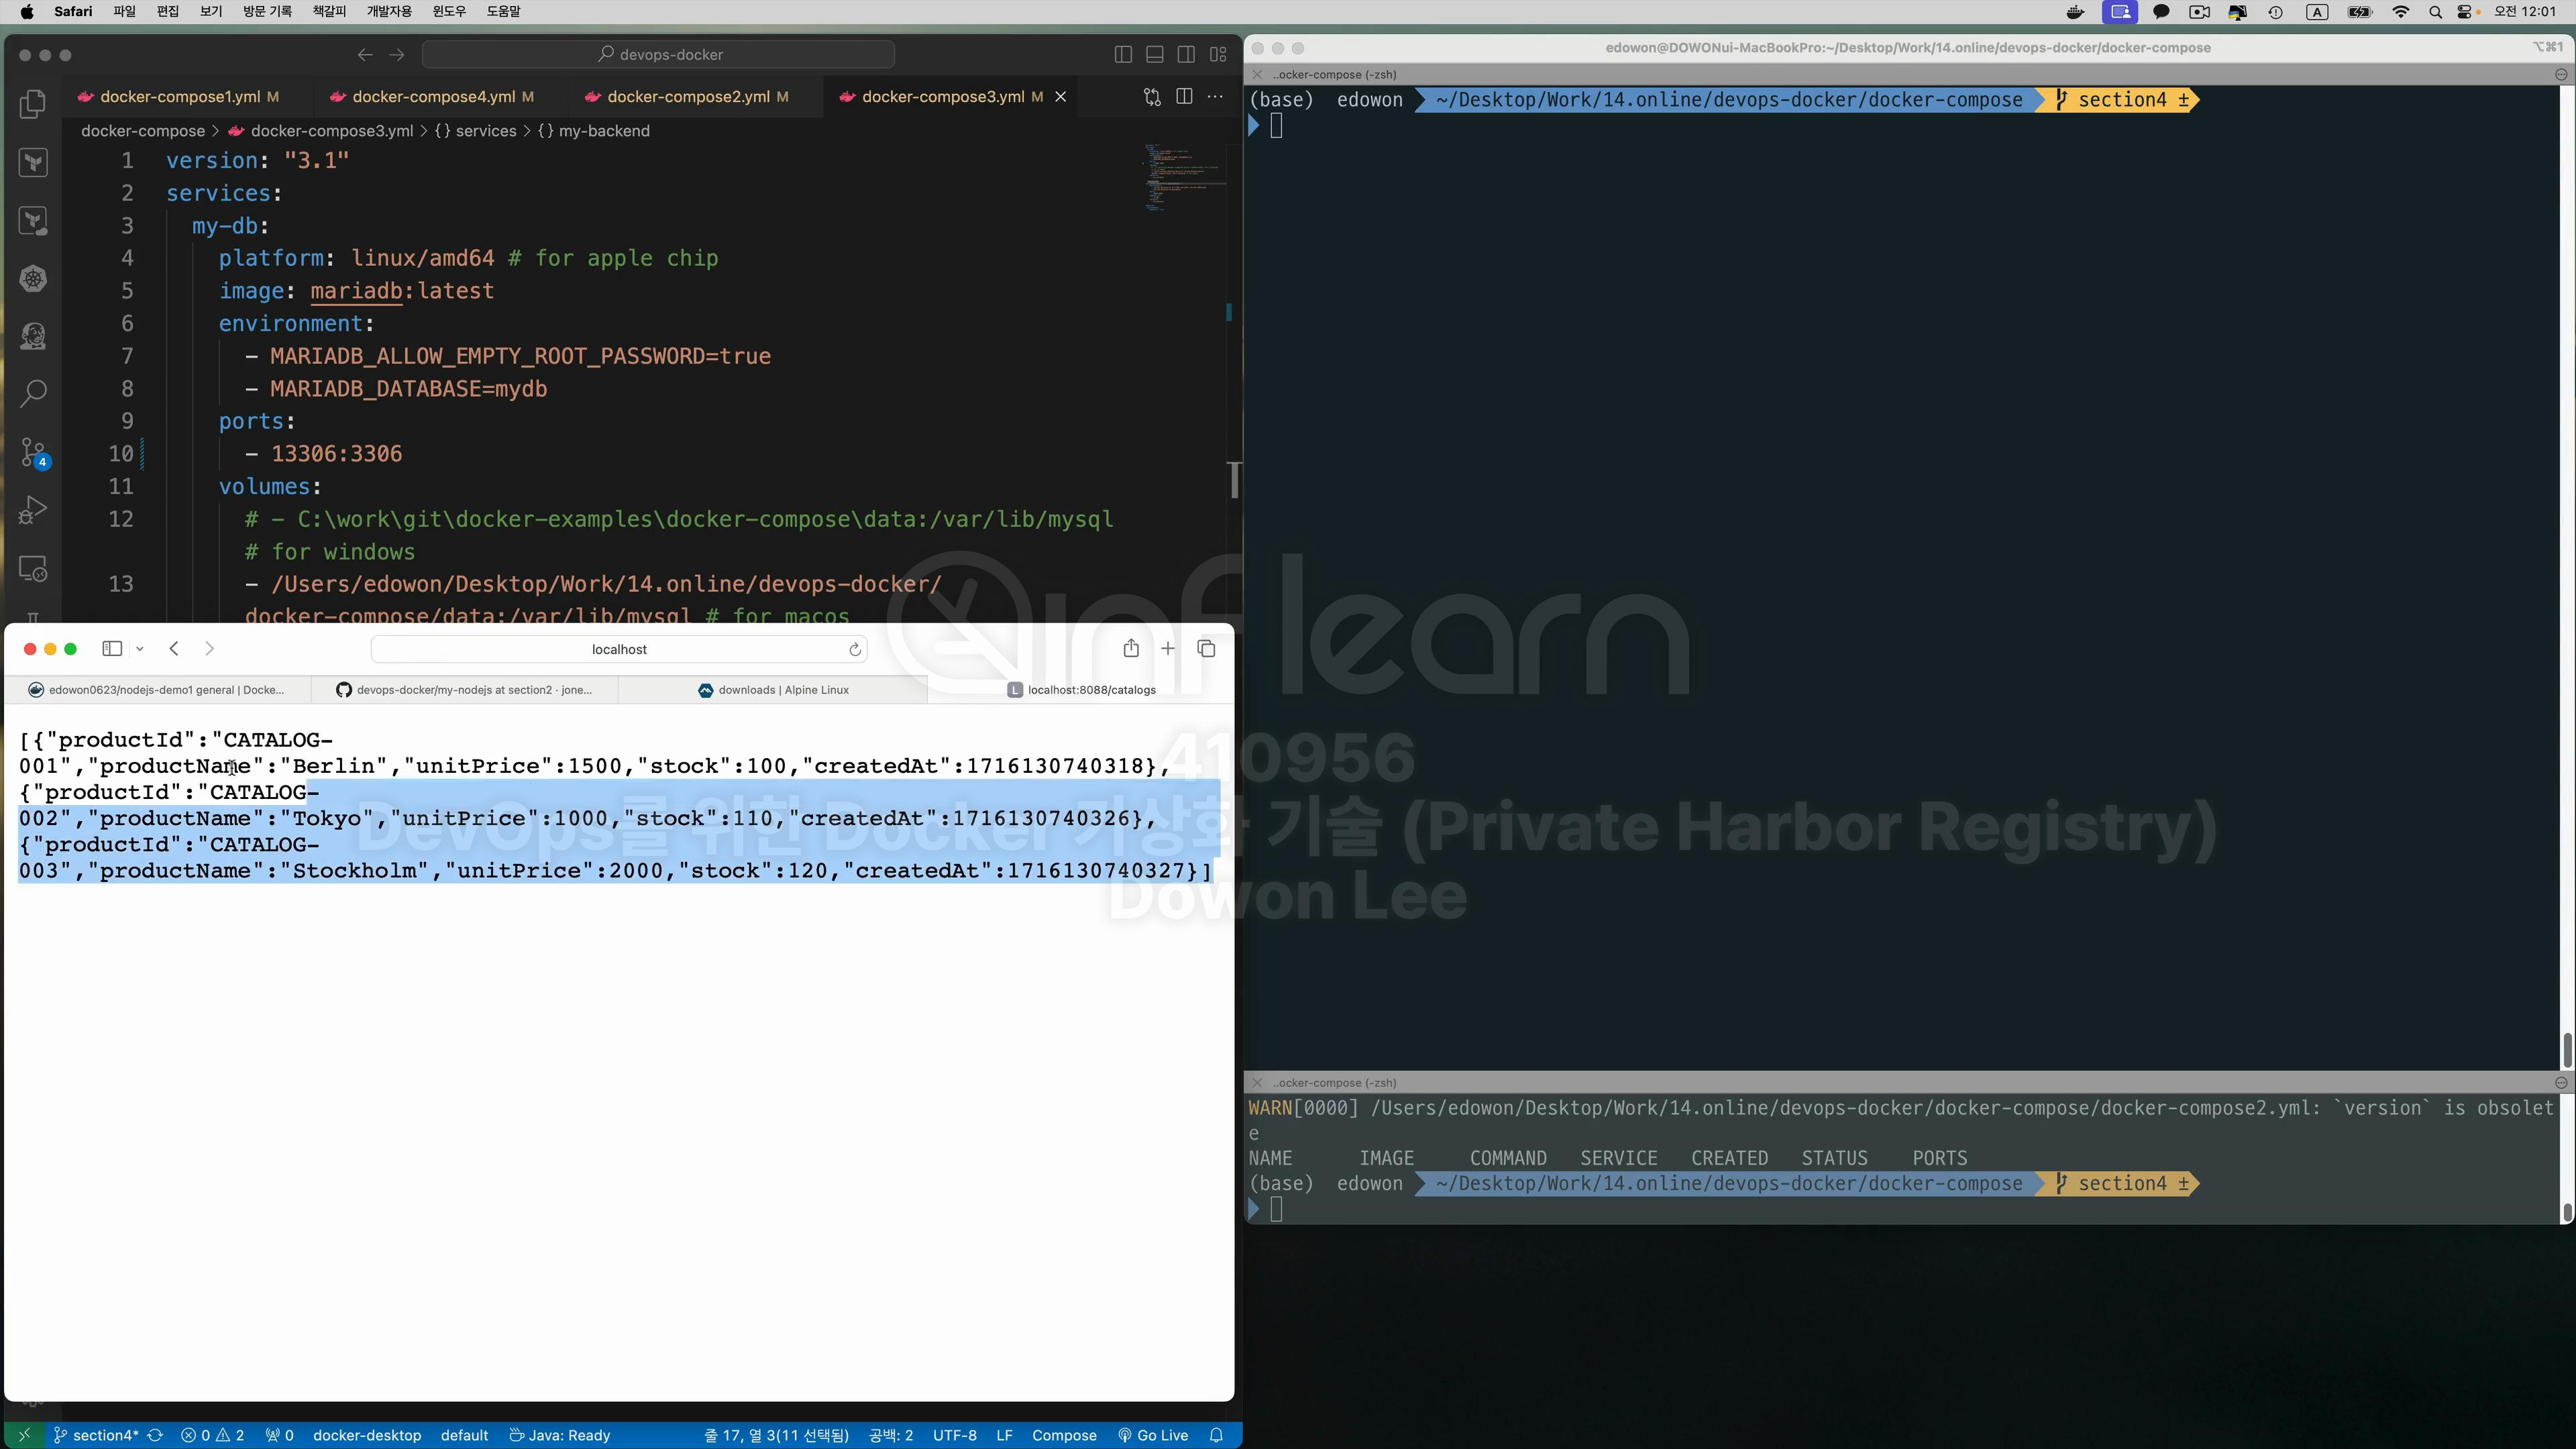 Safari 파일 편집 보기 방문 기록 책갈피 개발자용 윈도우 도움말
A 오전 12:01
devops-docker
docker-compose1.yml M
docker-compose4.yml M
docker-compose2.yml M
docker-compose3.yml M
docker-compose > docker-compose3.yml > {} services > {} my-backend
1 version: "3.1"
2 services:
3 my-db:
4 platform: linux/amd64 # for apple chip
5 image: mariadb:latest
6 environment:
7 - MARIADB_ALLOW_EMPTY_ROOT_PASSWORD=true
8 - MARIADB_DATABASE=mydb
9 ports:
10 - 13306:3306
11 volumes:
12 # - C:\work\git\docker-examples\docker-compose\data:/var/lib/mysql
# for windows
13 - /Users/edowon/Desktop/Work/14.online/devops-docker/
docker-compose/data:/var/lib/mysql # for macos
4
localhost
edowon0623/nodejs-demo1 general | Docke...
devops-docker/my-nodejs at section2 · jone...
downloads | Alpine Linux
L localhost:8088/catalogs
[{"productId":"CATALOG-
001","productName":"Berlin","unitPrice":1500,"stock":100,"createdAt":1716130740318},
{"productId":"CATALOG-
002","productName":"Tokyo","unitPrice":1000,"stock":110,"createdAt":1716130740326},
{"productId":"CATALOG-
003","productName":"Stockholm","unitPrice":2000,"stock":120,"createdAt":1716130740327}]
section4* 0 2 0 docker-desktop default Java: Ready 줄 17, 열 3(11 선택됨) 공백: 2 UTF-8 LF Compose Go Live
edowon@DOWONui-MacBookPro:~/Desktop/Work/14.online/devops-docker/docker-compose ⌥⌘1
..ocker-compose (-zsh)
(base) edowon ~/Desktop/Work/14.online/devops-docker/docker-compose section4 ±
..ocker-compose (-zsh)
WARN[0000] /Users/edowon/Desktop/Work/14.online/devops-docker/docker-compose/docker-compose2.yml: `version` is obsolet
e
NAME IMAGE COMMAND SERVICE CREATED STATUS PORTS
(base) edowon ~/Desktop/Work/14.online/devops-docker/docker-compose section4 ±
inflearn
410956
DevOps를 위한 Docker 가상화 기술 (Private Harbor Registry)
Dowon Lee